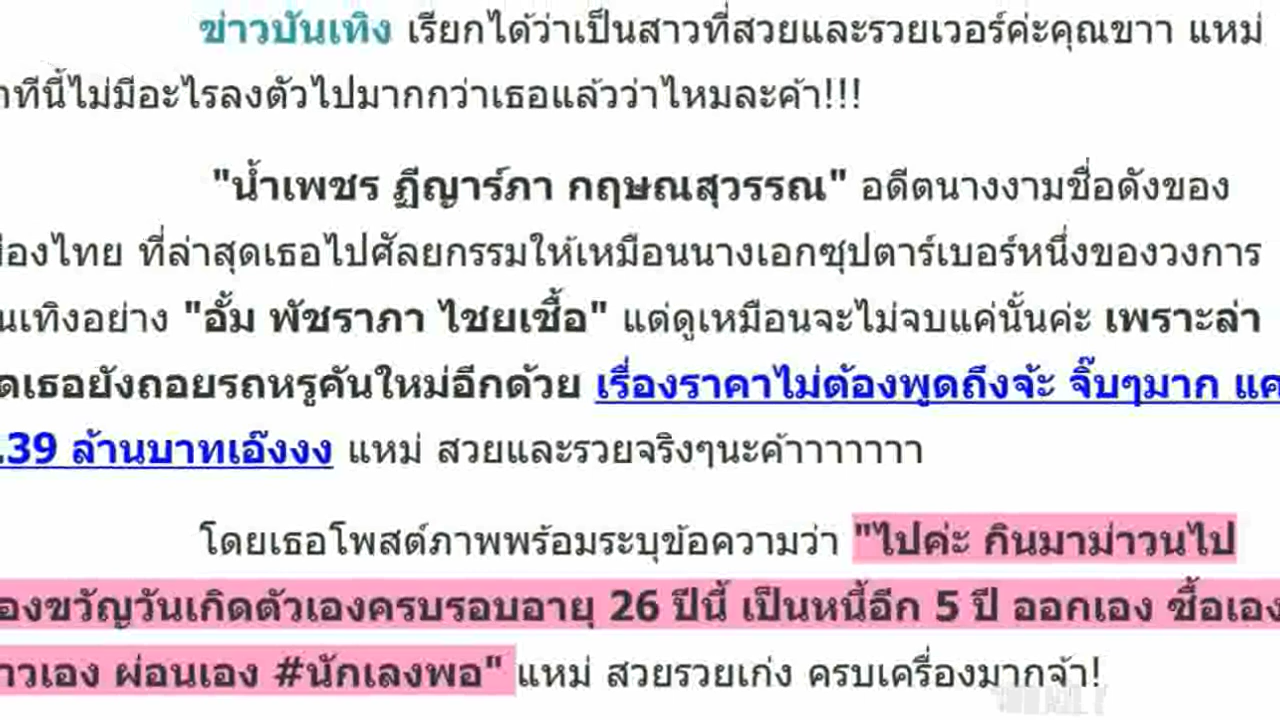 ข่าวบันเทิง เรียกได้ว่าเป็นสาวที่สวยและรวยเวอร์ค่ะคุณขาา แหม่
าทีนี้ไม่มีอะไรลงตัวไปมากกว่าเธอแล้วว่าไหมละค้า!!!
"น้ำเพชร ฏีญาร์ภา กฤษณสุวรรณ" อดีตนางงามชื่อดังของ
มืองไทย ที่ล่าสุดเธอไปศัลยกรรมให้เหมือนนางเอกซุปตาร์เบอร์หนึ่งของวงการ
นเทิงอย่าง "อั้ม พัชราภา ไชยเชื้อ" แต่ดูเหมือนจะไม่จบแค่นั้นค่ะ เพราะล่า
ดเธอยังถอยรถหรูคันใหม่อีกด้วย เรื่องราคาไม่ต้องพูดถึงจ้ะ จิ๊บๆมาก แค
.39 ล้านบาทเอ๊งงง แหม่ สวยและรวยจริงๆนะค้าาาาาาา
โดยเธอโพสต์ภาพพร้อมระบุข้อความว่า "ไปค่ะ กินมาม่าวนไป
องขวัญวันเกิดตัวเองครบรอบอายุ 26 ปีนี้ เป็นหนี้อีก 5 ปี ออกเอง ซื้อเอง
าวเอง ผ่อนเอง #นักเลงพอ" แหม่ สวยรวยเก่ง ครบเครื่องมากจ้า!